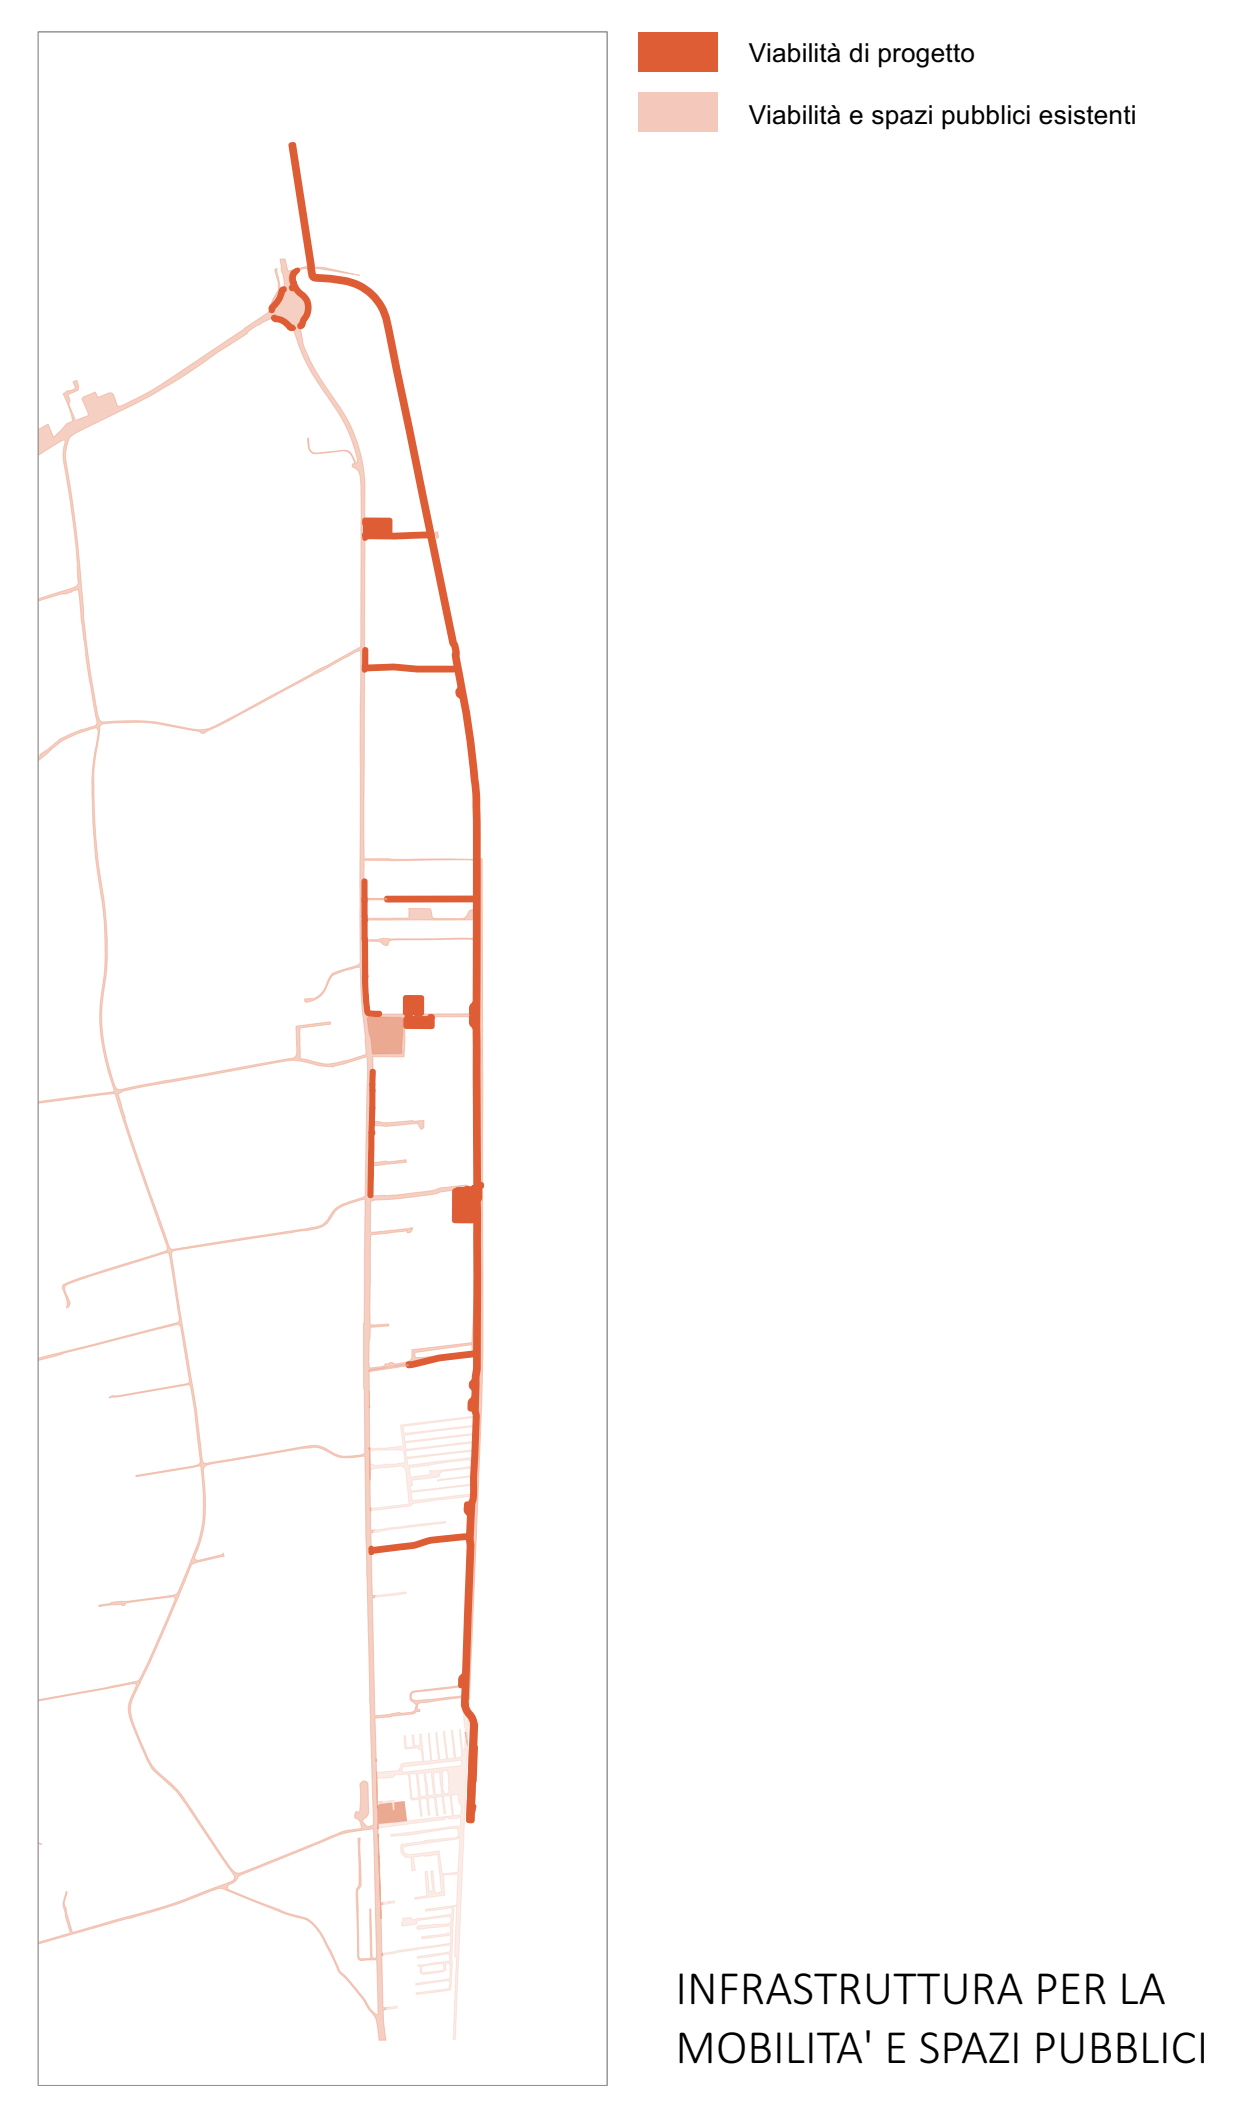 Viabilità di progetto
Viabilità e spazi pubblici esistenti
INFRASTRUTTURA PER LA
MOBILITA' E SPAZI PUBBLICI